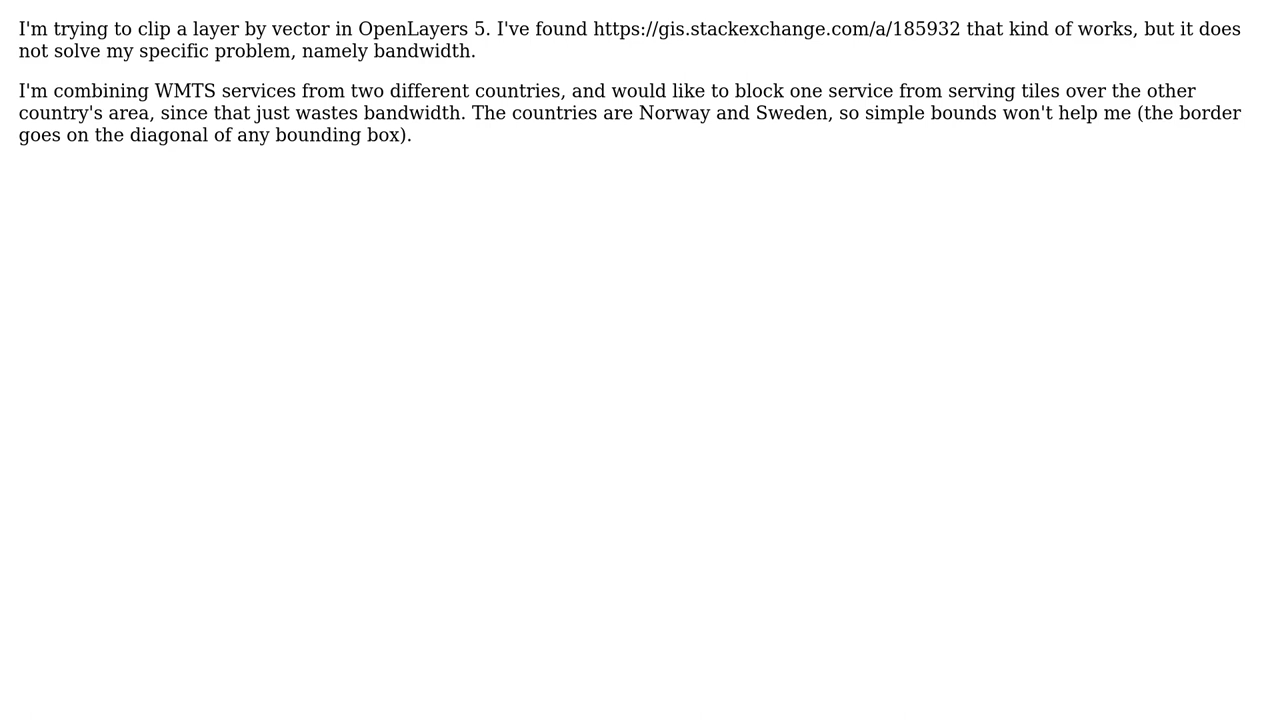 I'm trying to clip a layer by vector in OpenLayers 5. I've found https://gis.stackexchange.com/a/185932 that kind of works, but it does
not solve my specific problem, namely bandwidth.
I'm combining WMTS services from two different countries, and would like to block one service from serving tiles over the other
country's area, since that just wastes bandwidth. The countries are Norway and Sweden, so simple bounds won't help me (the border
goes on the diagonal of any bounding box).